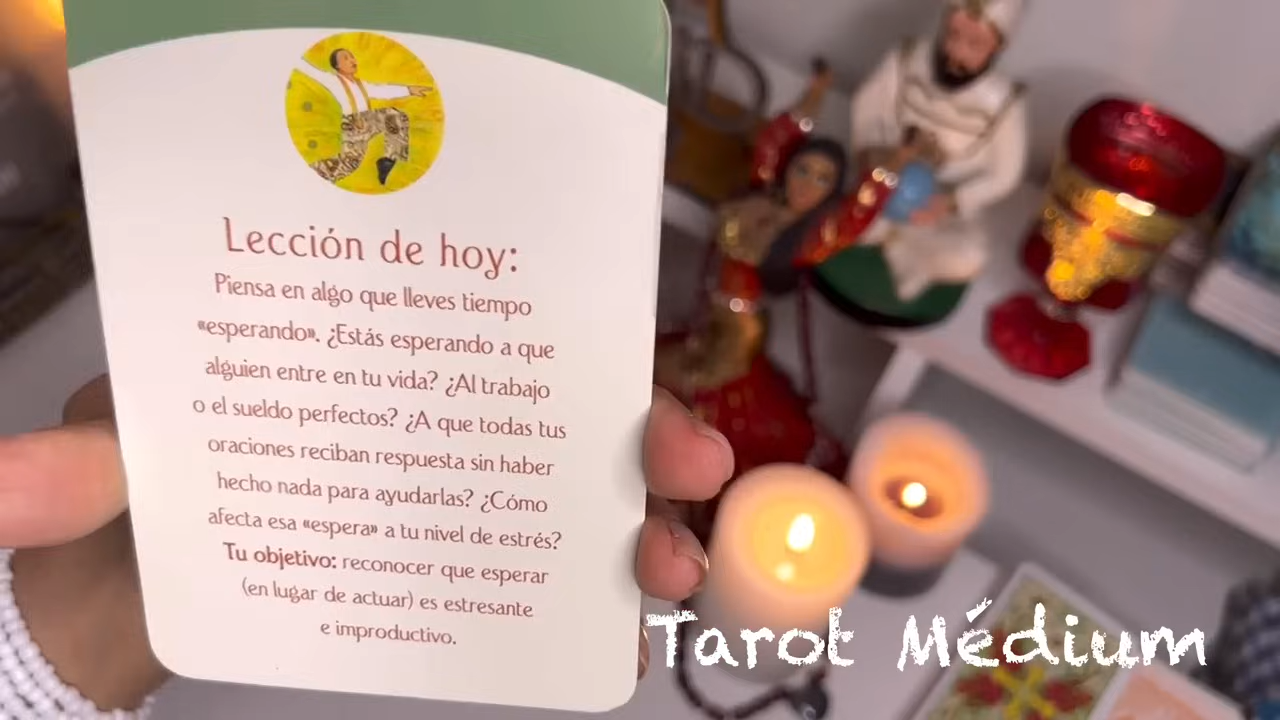 Lección de hoy:
Piensa en algo que lleves tiempo
«esperando». ¿Estás esperando a que
alguien entre en tu vida? ¿Al trabajo
o el sueldo perfectos? ¿A que todas tus
oraciones reciban respuesta sin haber
hecho nada para ayudarlas? ¿Cómo
afecta esa «espera» a tu nivel de estrés?
Tu objetivo: reconocer que esperar
(en lugar de actuar) es estresante
e improductivo.
Tarot Médium